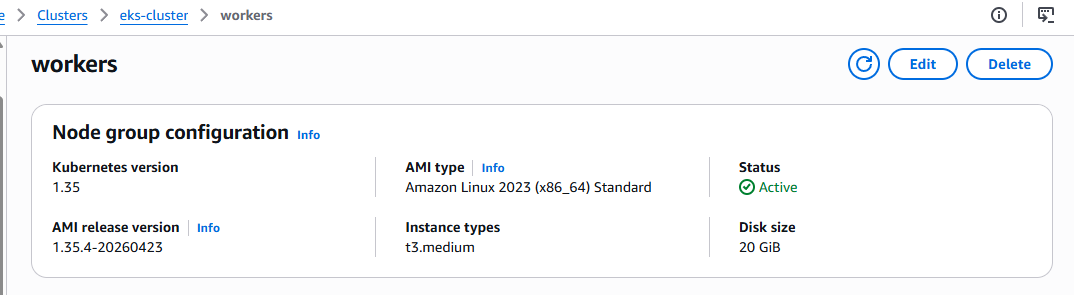 e > Clusters > eks-cluster > workers
workers
Edit
Delete
Node group configuration Info
Kubernetes version
1.35
AMI type Info
Amazon Linux 2023 (x86_64) Standard
Status
Active
AMI release version Info
1.35.4-20260423
Instance types
t3.medium
Disk size
20 GiB